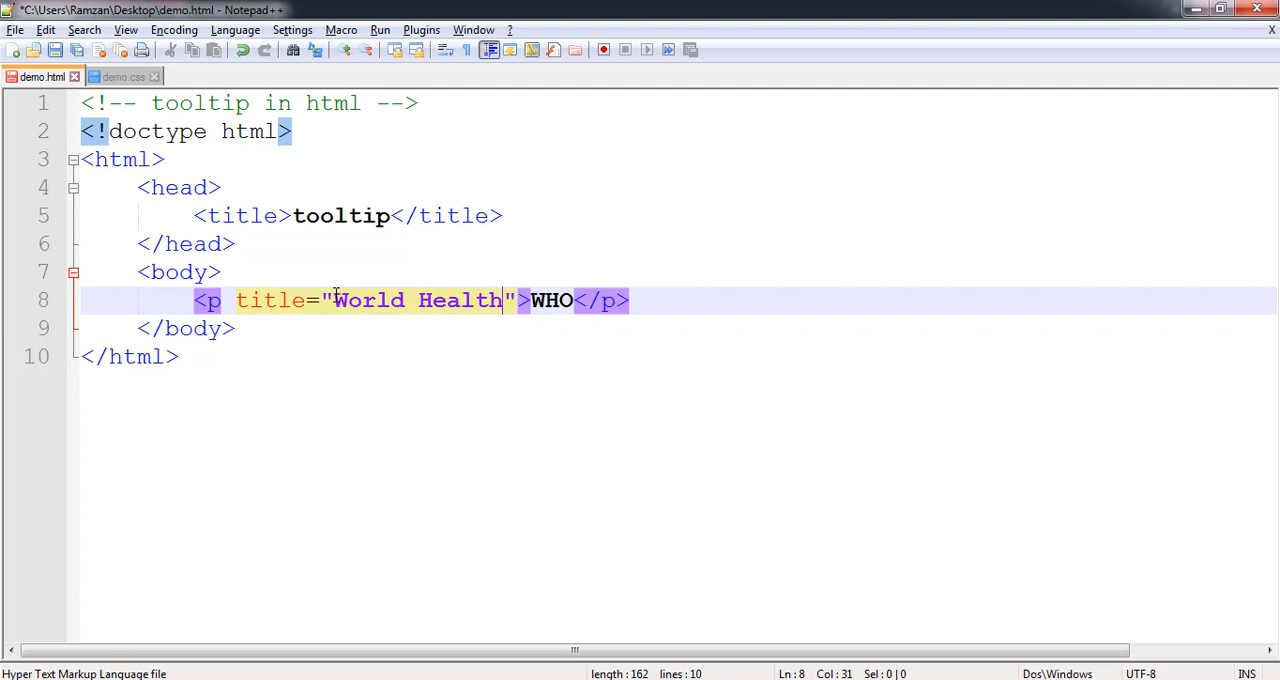 *C:\Users\Ramzan\Desktop\demo.html - Notepad++
File Edit Search View Encoding Language Settings Macro Run Plugins Window ? X
demo.html demo.css
1 <!-- tooltip in html -->
2 <!doctype html>
3 <html>
4 <head>
5 <title>tooltip</title>
6 </head>
7 <body>
8 <p title="World Health">WHO</p>
9 </body>
10 </html>
Hyper Text Markup Language file length : 162 lines : 10 Ln : 8 Col : 31 Sel : 0 | 0 Dos\Windows UTF-8 INS